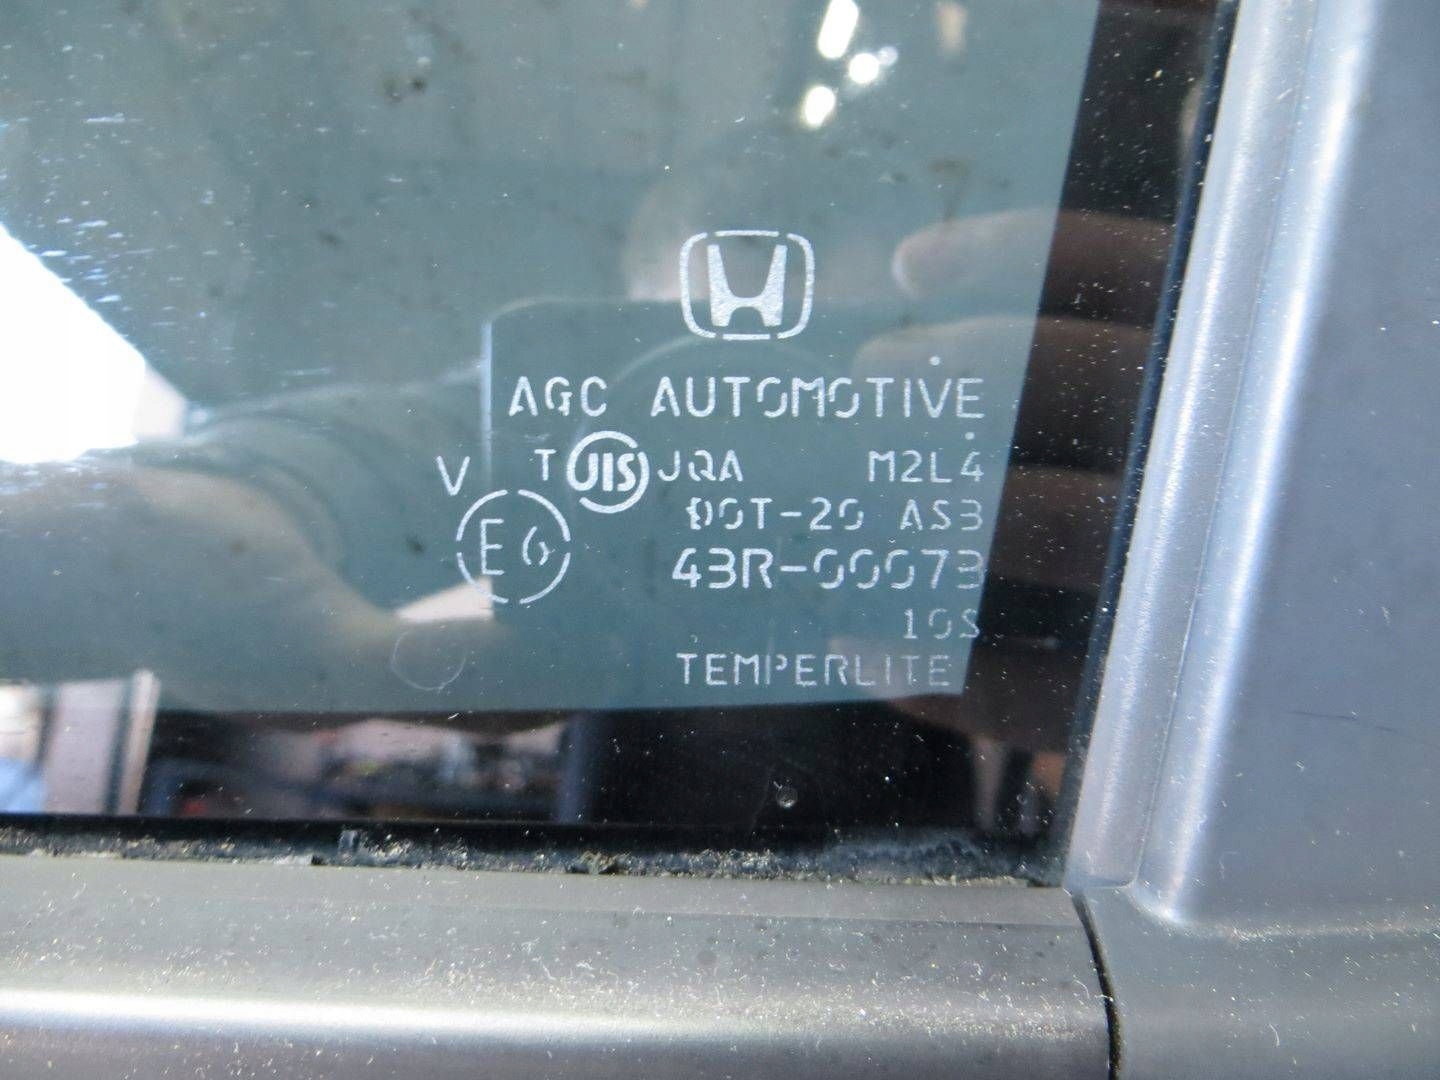 AGC AUTOMOTIVE
V T JIS JQA M2L4
DOT-20 AS3
E6 43R-00073
10S
TEMPERLITE